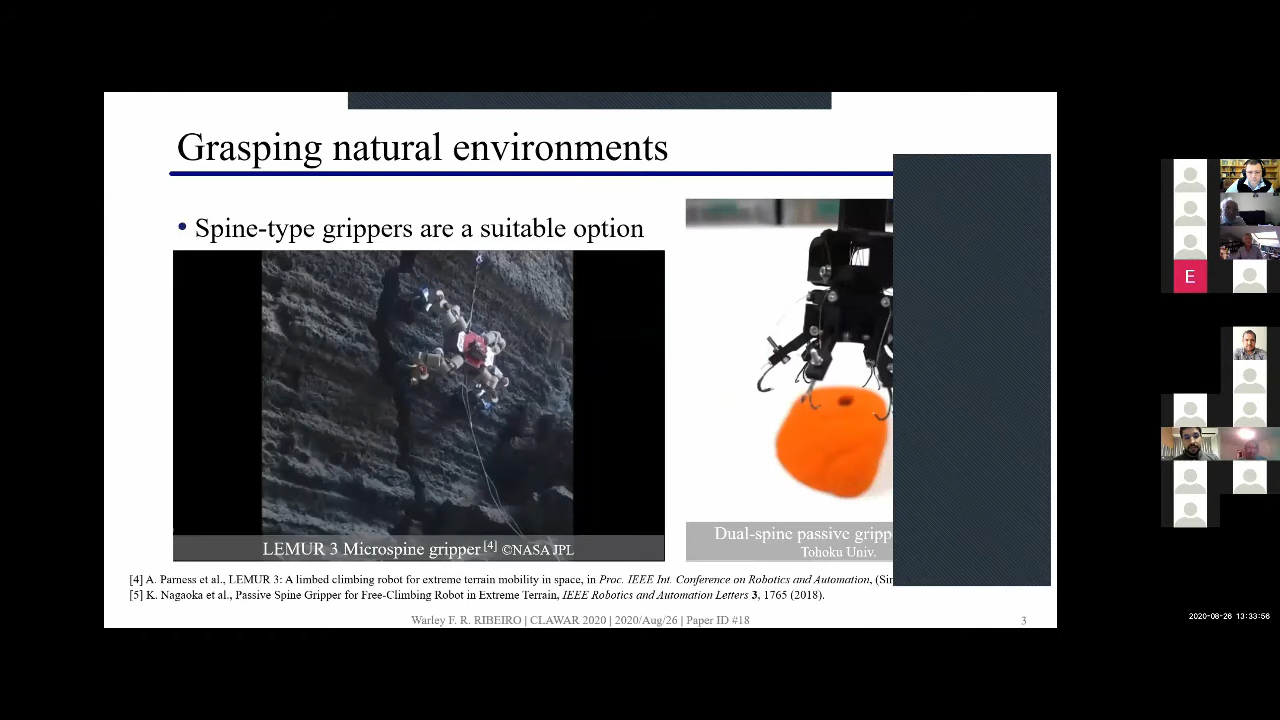 Grasping natural environments
• Spine-type grippers are a suitable option
LEMUR 3 Microspine gripper [4] ©NASA JPL
Dual-spine passive gripp
Tohoku Univ.
[4] A. Parness et al., LEMUR 3: A limbed climbing robot for extreme terrain mobility in space, in Proc. IEEE Int. Conference on Robotics and Automation, (Sin
[5] K. Nagaoka et al., Passive Spine Gripper for Free-Climbing Robot in Extreme Terrain, IEEE Robotics and Automation Letters 3, 1765 (2018).
Warley F. R. RIBEIRO | CLAWAR 2020 | 2020/Aug/26 | Paper ID #18
3
E
2020-08-26 13:33:56